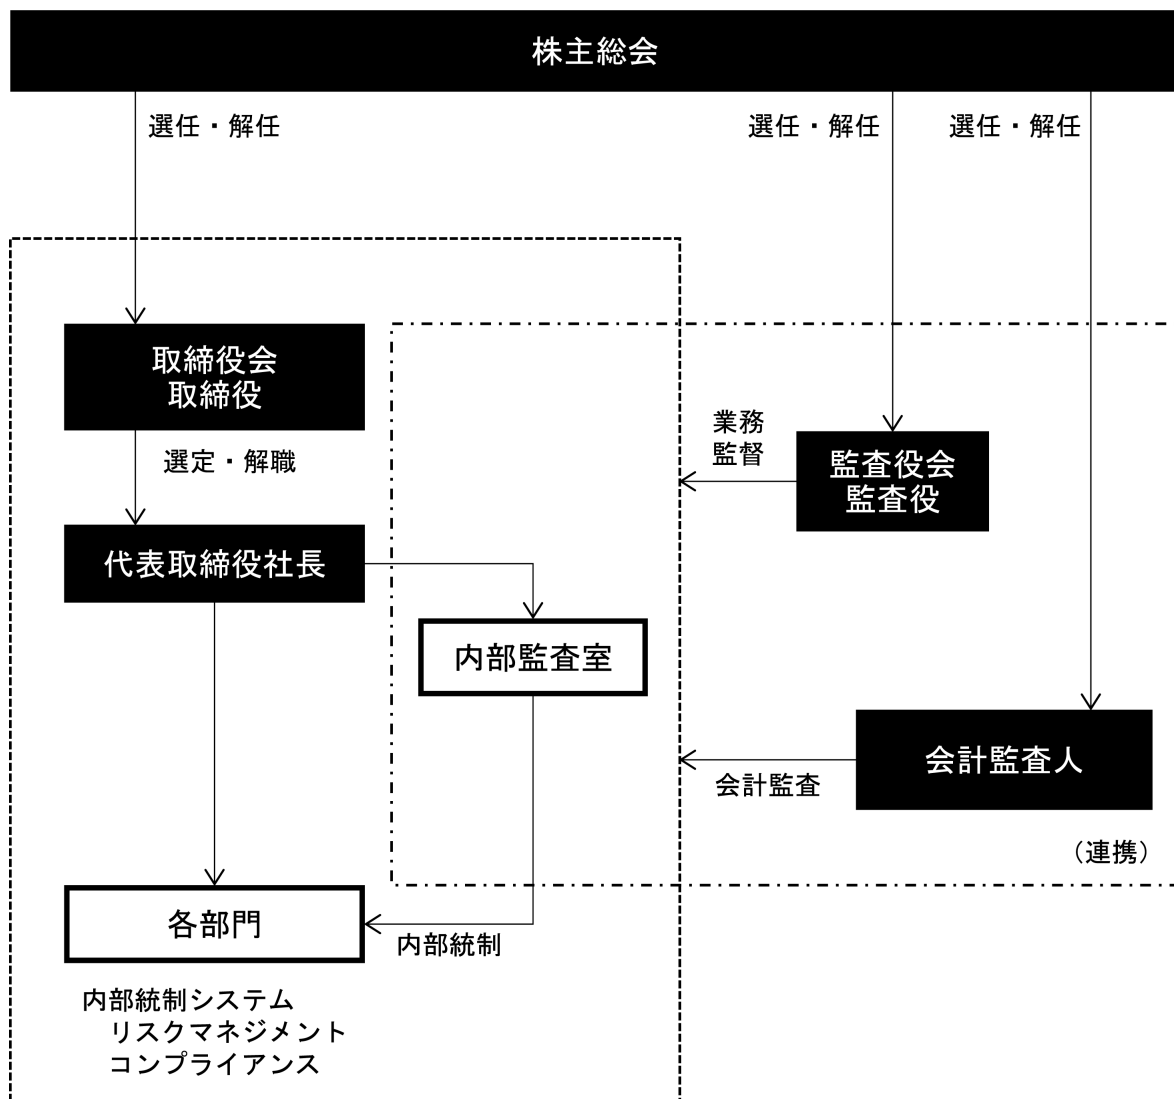 株主総会
選任・解任
選任・解任
選任・解任
取締役会
取締役
選定・解職
業務
監督
監査役会
監査役
代表取締役社長
内部監査室
会計監査人
会計監査
（連携）
各部門
内部統制
内部統制システム
リスクマネジメント
コンプライアンス